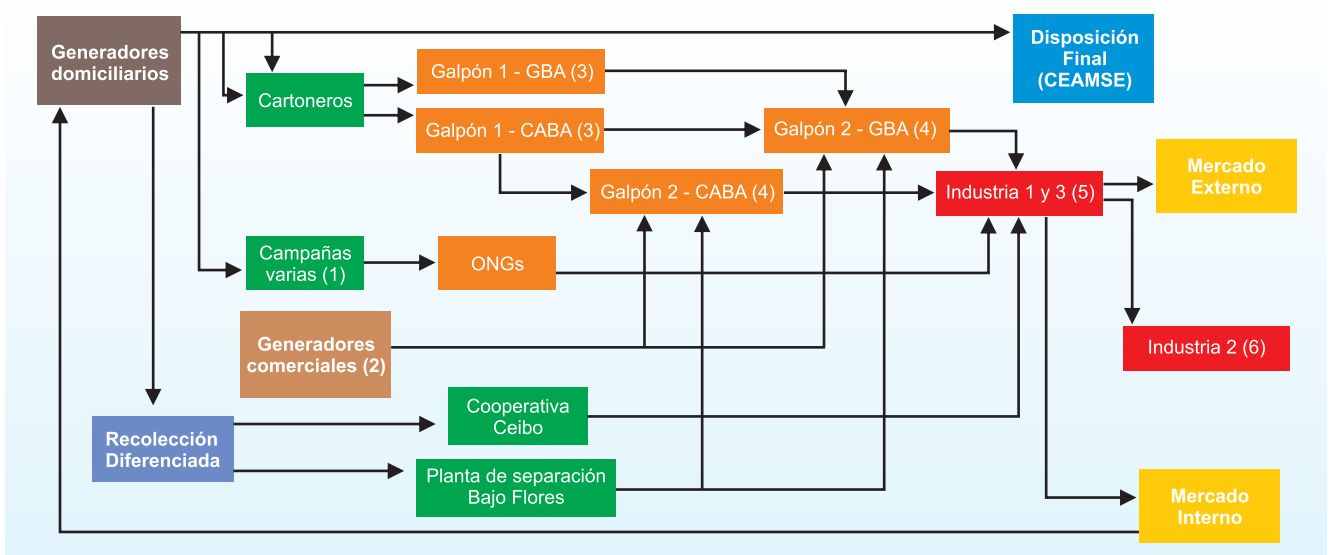 Generadores
domiciliarios
Disposición
Final
(CEAMSE)
Cartoneros
Galpón 1 - GBA (3)
Galpón 1 - CABA (3)
Galpón 2 - GBA (4)
Galpón 2 - CABA (4)
Industria 1 y 3 (5)
Mercado
Externo
Campañas
varias (1)
ONGs
Generadores
comerciales (2)
Industria 2 (6)
Recolección
Diferenciada
Cooperativa
Ceibo
Planta de separación
Bajo Flores
Mercado
Interno